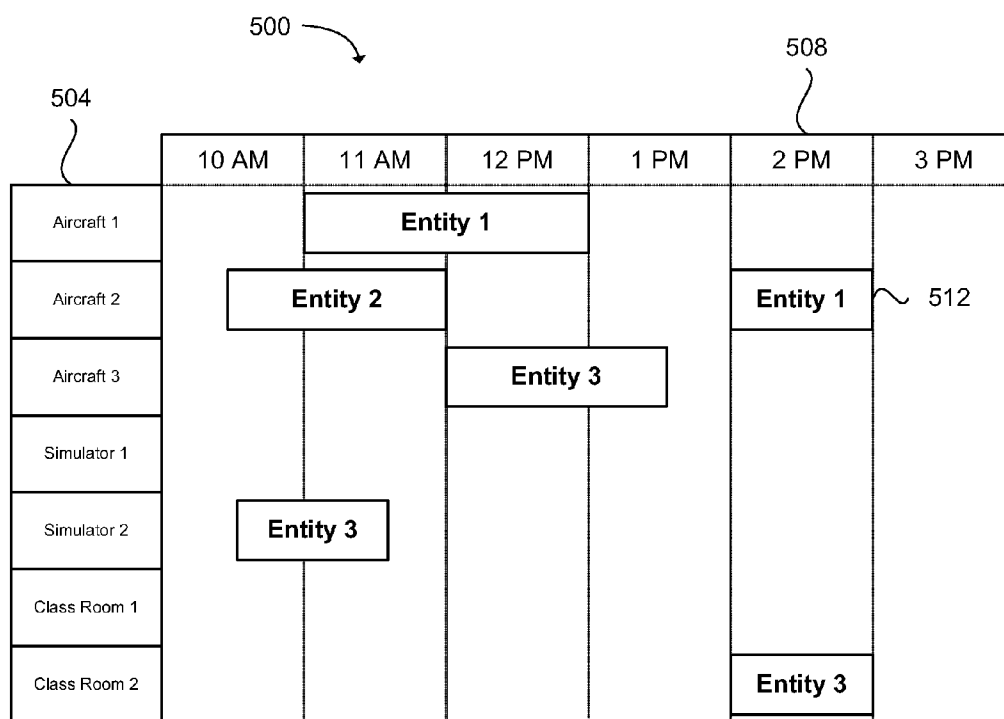 500
508
504
10 AM 11 AM 12 PM 1 PM 2 PM 3 PM
Aircraft 1 Entity 1
Aircraft 2 Entity 2 Entity 1 512
Aircraft 3 Entity 3
Simulator 1
Simulator 2 Entity 3
Class Room 1
Class Room 2 Entity 3